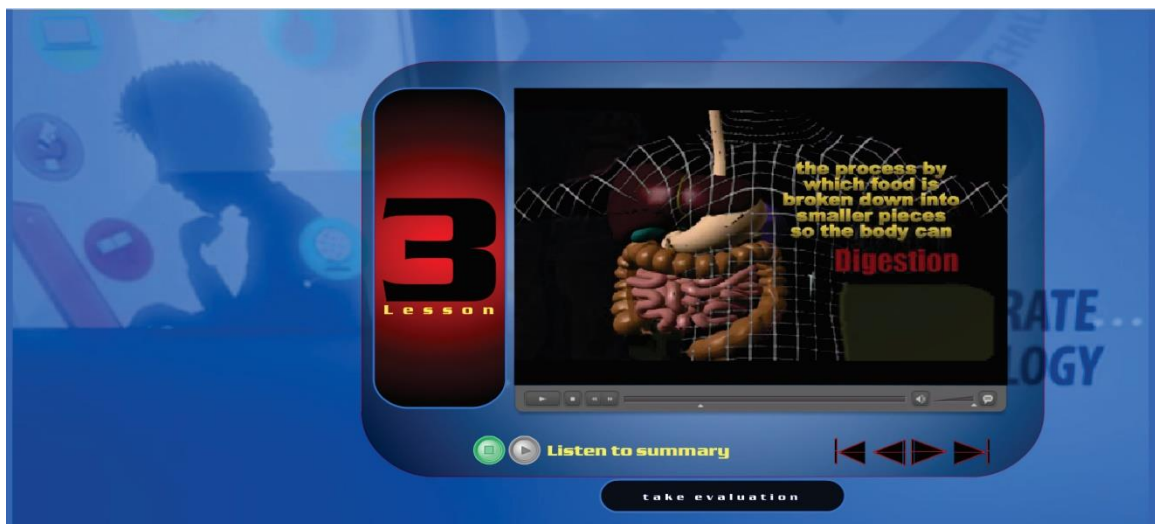 CHAL
3
Lesson
the process by
which food is
broken down into
smaller pieces
so the body can
Digestion
RATE...
LOGY
Listen to summary
take evaluation